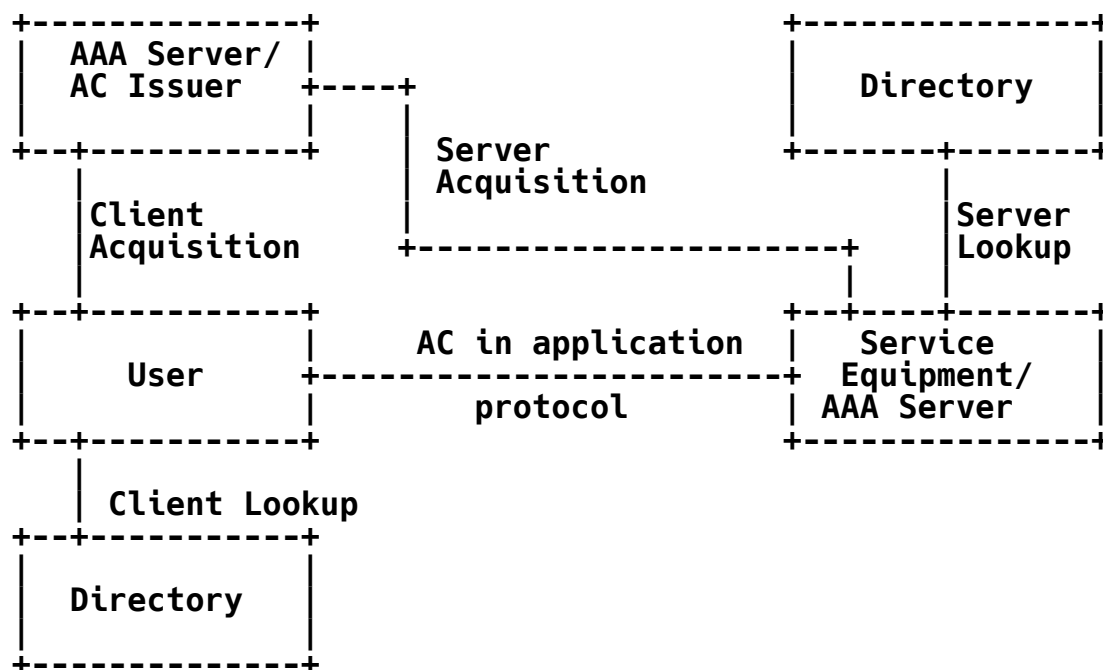 AAA Server/
AC Issuer
Directory
Server
Acquisition
Client
Acquisition
Server
Lookup
AC in application
protocol
User
Service
Equipment/
AAA Server
Client Lookup
Directory